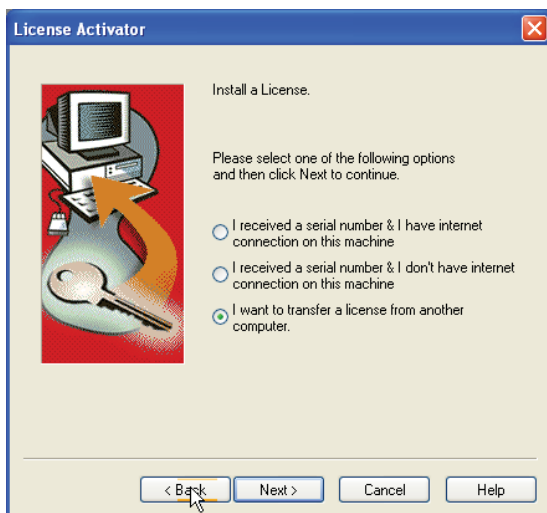 License Activator
Install a License.
Please select one of the following options
and then click Next to continue.
I received a serial number & I have internet
connection on this machine
I received a serial number & I don't have internet
connection on this machine
I want to transfer a license from another
computer.
< Back
Next >
Cancel
Help